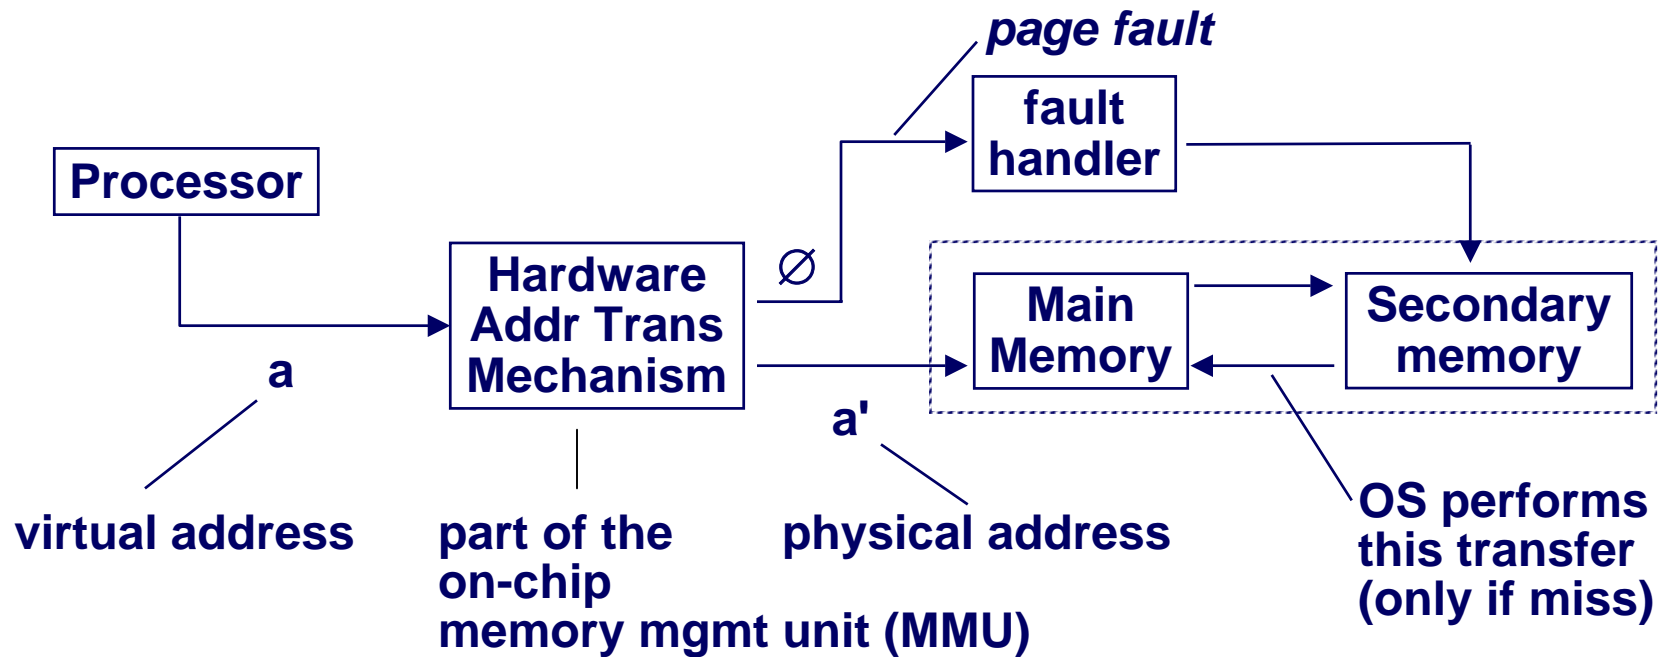 page fault
fault
handler
Processor
∅
Hardware
Addr Trans
Mechanism
Main
Memory
Secondary
memory
a
a'
virtual address
part of the
on-chip
memory mgmt unit (MMU)
physical address
OS performs
this transfer
(only if miss)